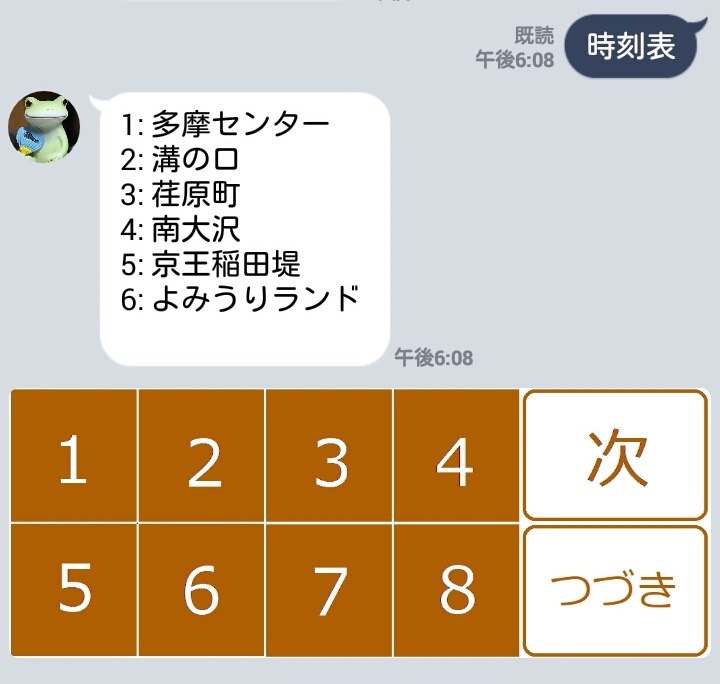 既読
午後6:08
時刻表
1: 多摩センター
2: 溝の口
3: 荏原町
4: 南大沢
5: 京王稲田堤
6: よみうりランド
午後6:08
1 2 3 4 次
5 6 7 8 つづき